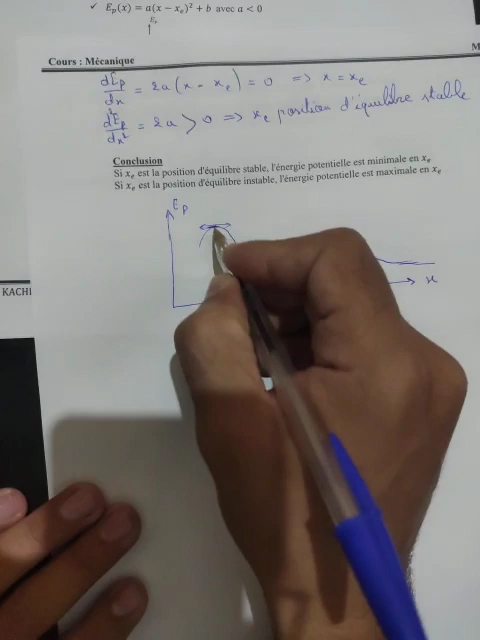 ✓ Ep(x) = a(x − xe)² + b avec a < 0
Ep
Cours : Mécanique
M
dEp/dx = 2a(x − xe) = 0 => x = xe
d²Ep/dx² = 2a > 0 => xe position d'équilibre stable
Conclusion
Si xe est la position d'équilibre stable, l'énergie potentielle est minimale en xe
Si xe est la position d'équilibre instable, l'énergie potentielle est maximale en xe
Ep
KACHI
x